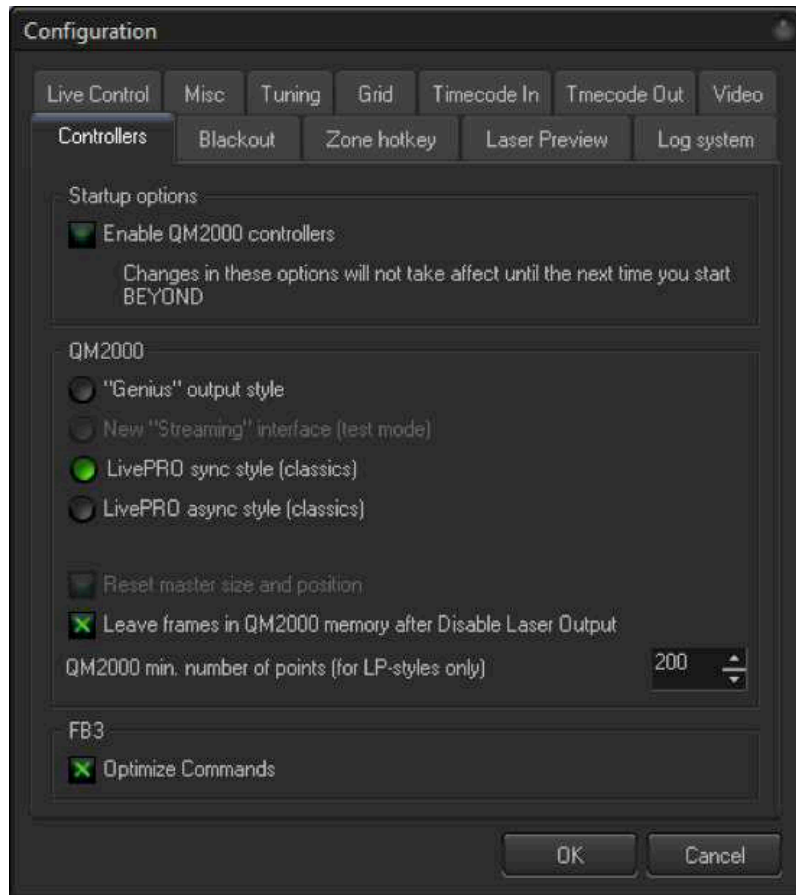 Configuration
Live Control Misc Tuning Grid Timecode In Tmecode Out Video
Controllers Blackout Zone hotkey Laser Preview Log system
Startup options
Enable QM2000 controllers
Changes in these options will not take affect until the next time you start
BEYOND
QM2000
"Genius" output style
New "Streaming" interface (test mode)
LivePRO sync style (classics)
LivePRO async style (classics)
Reset master size and position
Leave frames in QM2000 memory after Disable Laser Output
QM2000 min. number of points (for LP-styles only) 200
FB3
Optimize Commands
OK Cancel